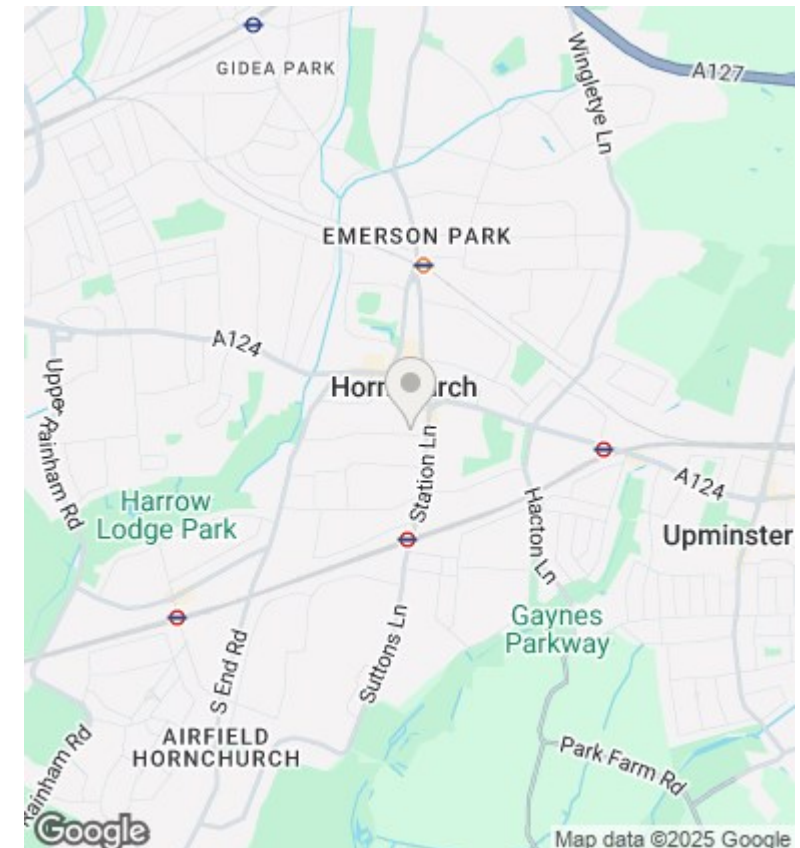 GIDEA PARK
A127
Wingletye Ln
EMERSON PARK
A124
Hornchurch
Upper Rainham Rd
Station Ln
Harrow
Lodge Park
A124
Hacton Ln
Upminster
Gaynes
Parkway
Suttons Ln
S End Rd
AIRFIELD
HORNCHURCH
Rainham Rd
Park Farm Rd
Google
Map data ©2025 Google